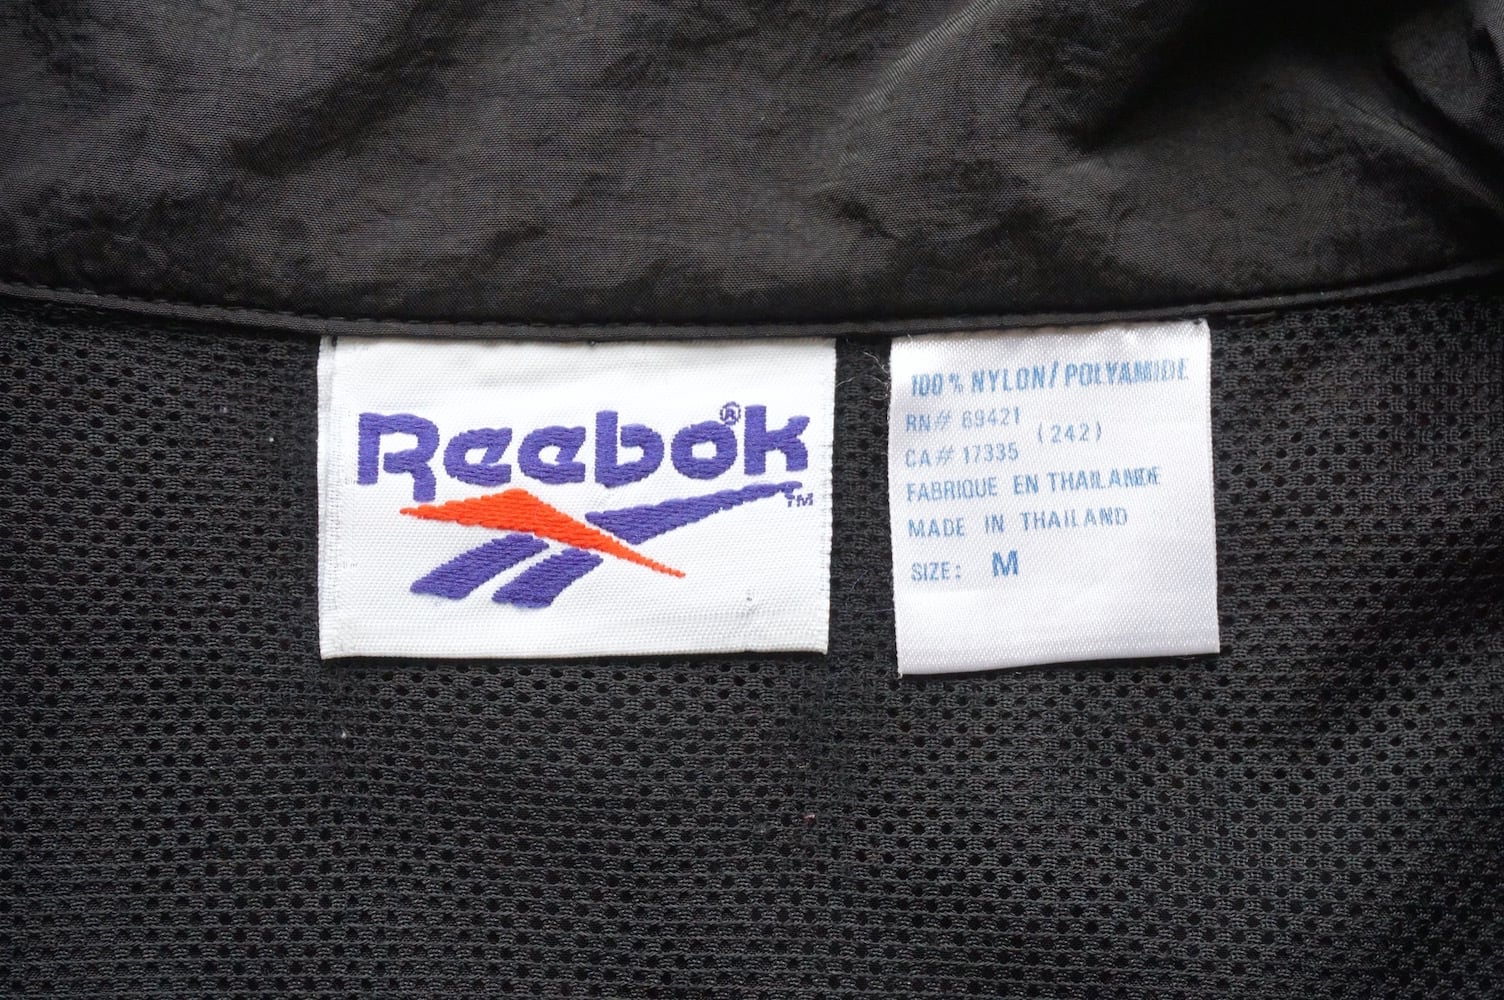 Reebok®
TM
100% NYLON/POLYAMIDE
RN# 69421
(242)
CA# 17335
FABRIQUE EN THAILANDE
MADE IN THAILAND
SIZE: M